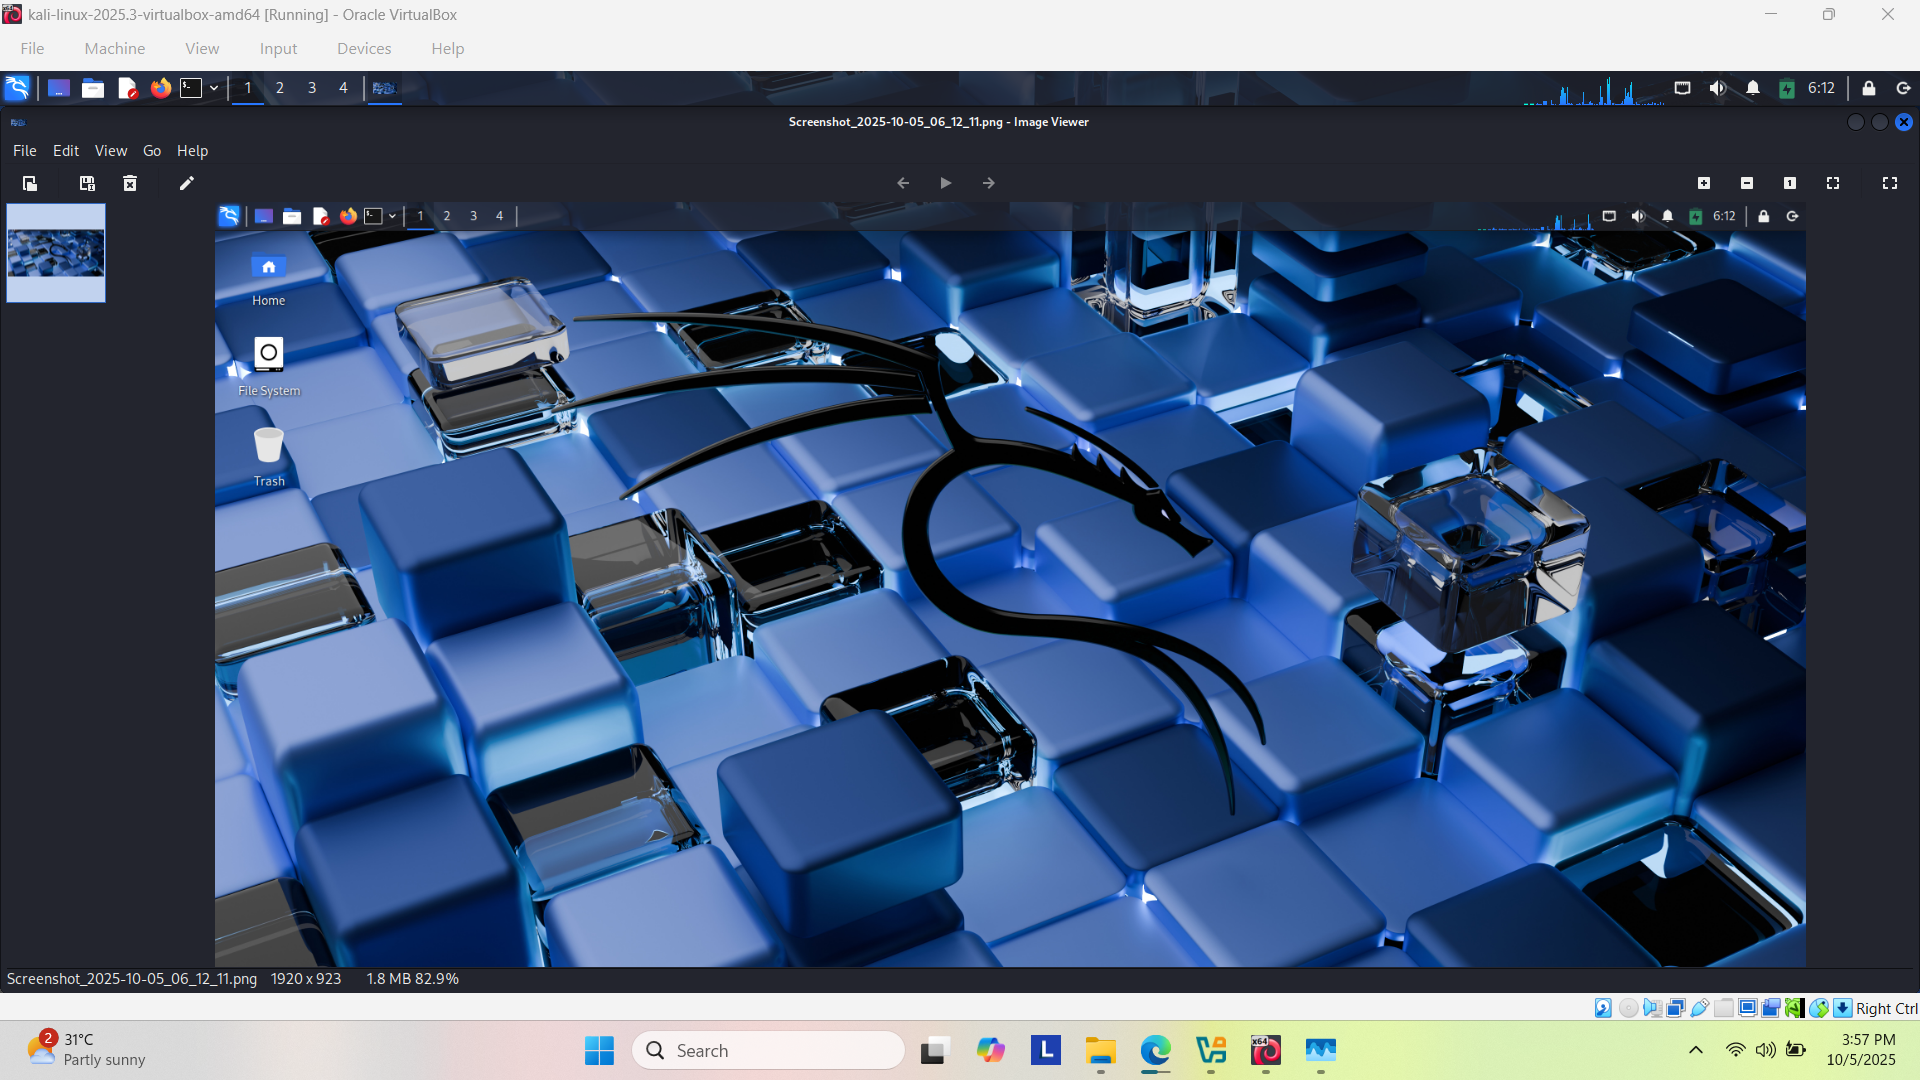 kali-linux-2025.3-virtualbox-amd64 [Running] - Oracle VirtualBox
File Machine View Input Devices Help
1 2 3 4 6:12
Screenshot_2025-10-05_06_12_11.png - Image Viewer
File Edit View Go Help
1
1 2 3 4 6:12
Home
File System
Trash
Screenshot_2025-10-05_06_12_11.png 1920 x 923 1.8 MB 82.9%
Right Ctrl
2 31°C
Partly sunny
Search
L
x64
3:57 PM
10/5/2025